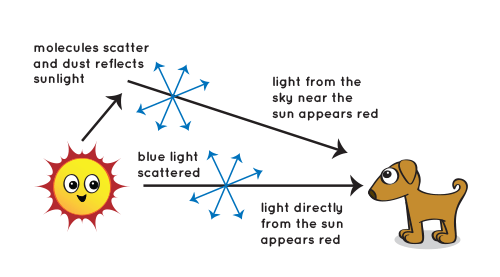 molecules scatter
and dust reflects
sunlight
light from the
sky near the
sun appears red
blue light
scattered
light directly
from the sun
appears red